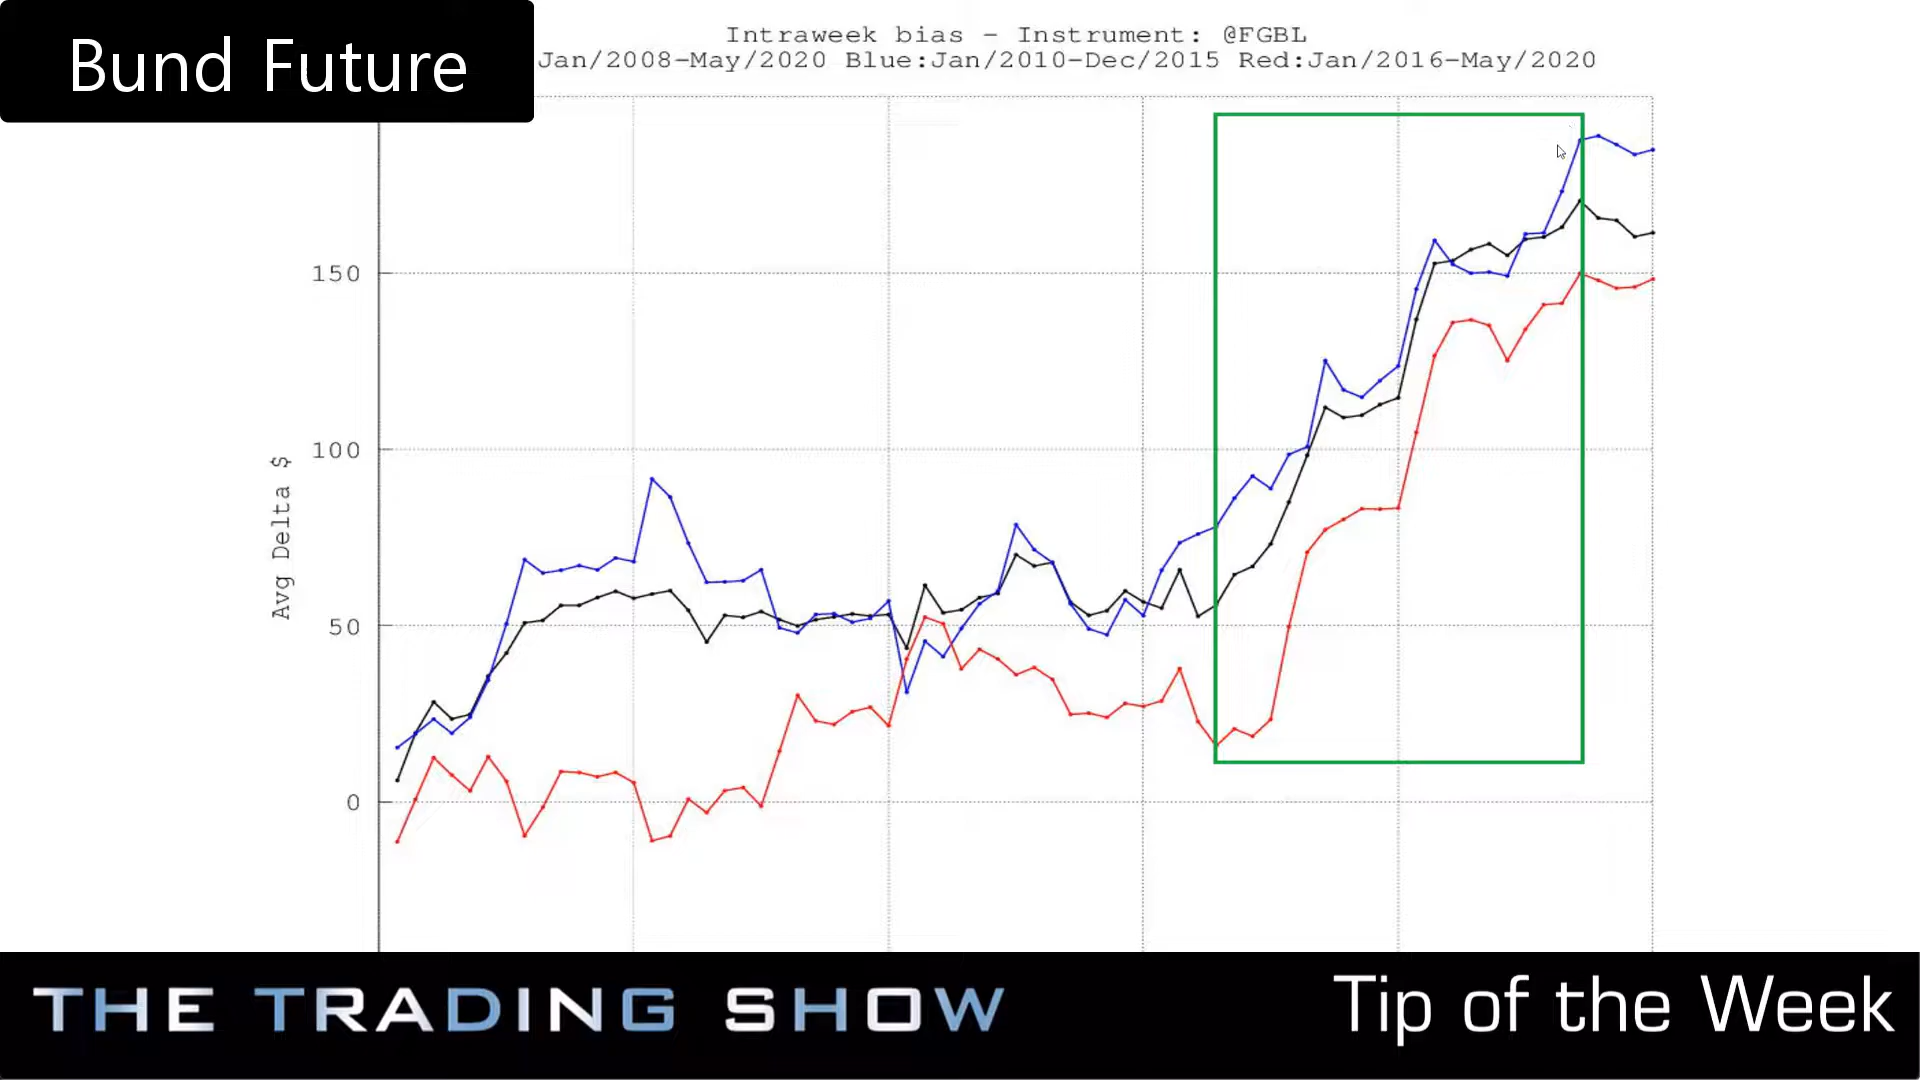 Bund Future
Intraweek bias - Instrument: @FGBL
Jan/2008-May/2020 Blue:Jan/2010-Dec/2015 Red:Jan/2016-May/2020
150
100
50
0
Avg Delta $
THE TRADING SHOW
Tip of the Week